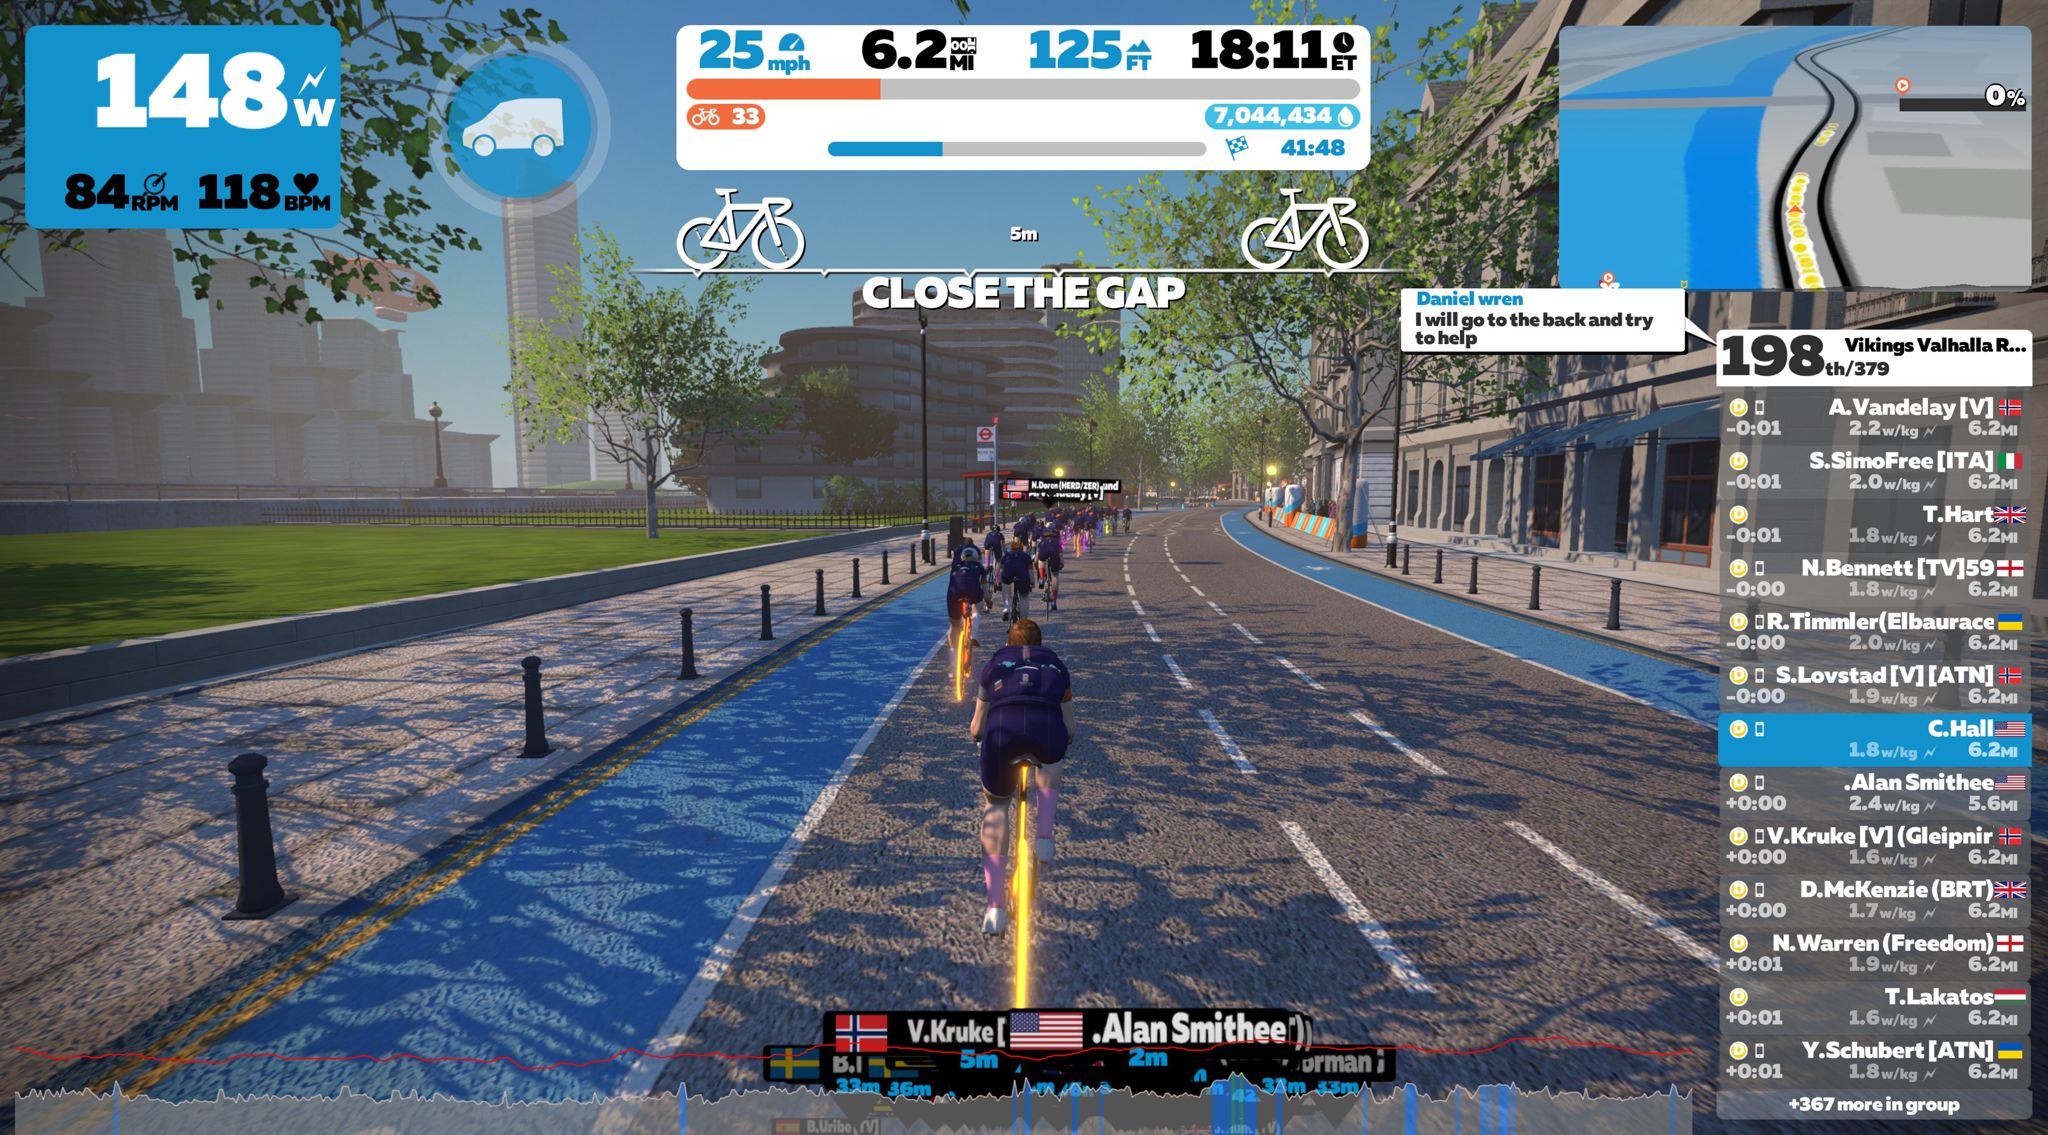 148 W
84 RPM 118 BPM
25 mph 6.2 MI 125 FT 18:11 ET
33
7,044,434
41:48
5m
CLOSE THE GAP
0%
Daniel wren
I will go to the back and try
to help
198th/379 Vikings Valhalla R...
A.Vandelay [V]
-0:01 2.2w/kg 6.2MI
S.SimoFree [ITA]
-0:01 2.0w/kg 6.2MI
T.Hart
-0:01 1.8w/kg 6.2MI
N.Bennett [TV]59
-0:00 1.8w/kg 6.2MI
R.Timmler(Elbaurace
-0:00 2.0w/kg 6.2MI
S.Lovstad [V] [ATN]
-0:00 1.9w/kg 6.2MI
C.Hall
1.8w/kg 6.2MI
.Alan Smithee
+0:00 2.4w/kg 5.6MI
V.Kruke [V] (Gleipnir
+0:00 1.6w/kg 6.2MI
D.McKenzie (BRT)
+0:00 1.7w/kg 6.2MI
N.Warren (Freedom)
+0:01 1.9w/kg 6.2MI
T.Lakatos
+0:01 1.6w/kg 6.2MI
Y.Schubert [ATN]
+0:01 1.8w/kg 6.2MI
+367 more in group
N.Doren (HERD/ZER)
V.Kruke [ .Alan Smithee
5m 2m
33m 36m 33m
B.Uribe [V]